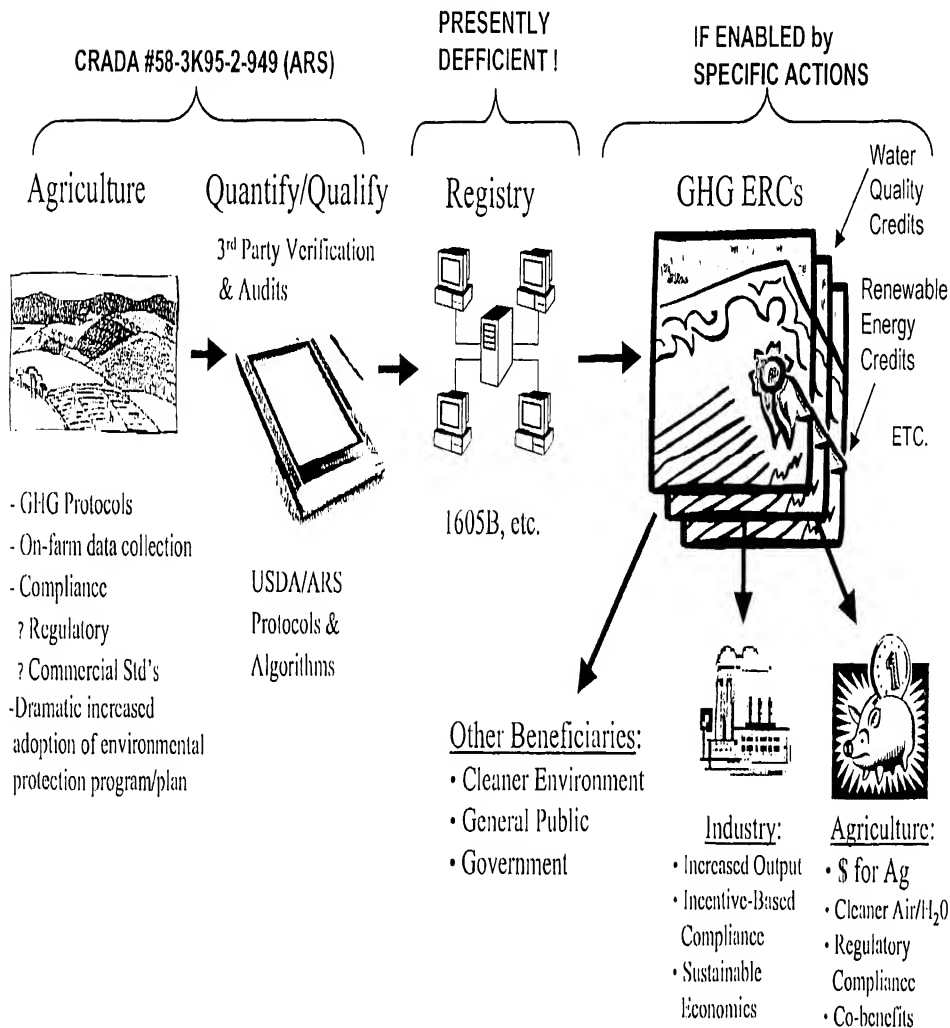 CRADA #58-3K95-2-949 (ARS)
PRESENTLY
DEFFICIENT !
IF ENABLED by
SPECIFIC ACTIONS
Agriculture
Quantify/Qualify
3rd Party Verification
& Audits
Registry
GHG ERCs
Water
Quality
Credits
Renewable
Energy
Credits
ETC.
- GHG Protocols
- On-farm data collection
- Compliance
? Regulatory
? Commercial Std's
-Dramatic increased
adoption of environmental
protection program/plan
USDA/ARS
Protocols &
Algorithms
1605B, etc.
Other Beneficiaries:
• Cleaner Environment
• General Public
• Government
Industry:
• Increased Output
• Incentive-Based
Compliance
• Sustainable
Economics
1
Agriculture:
• $ for Ag
• Cleaner Air/H20
• Regulatory
Compliance
• Co-benefits